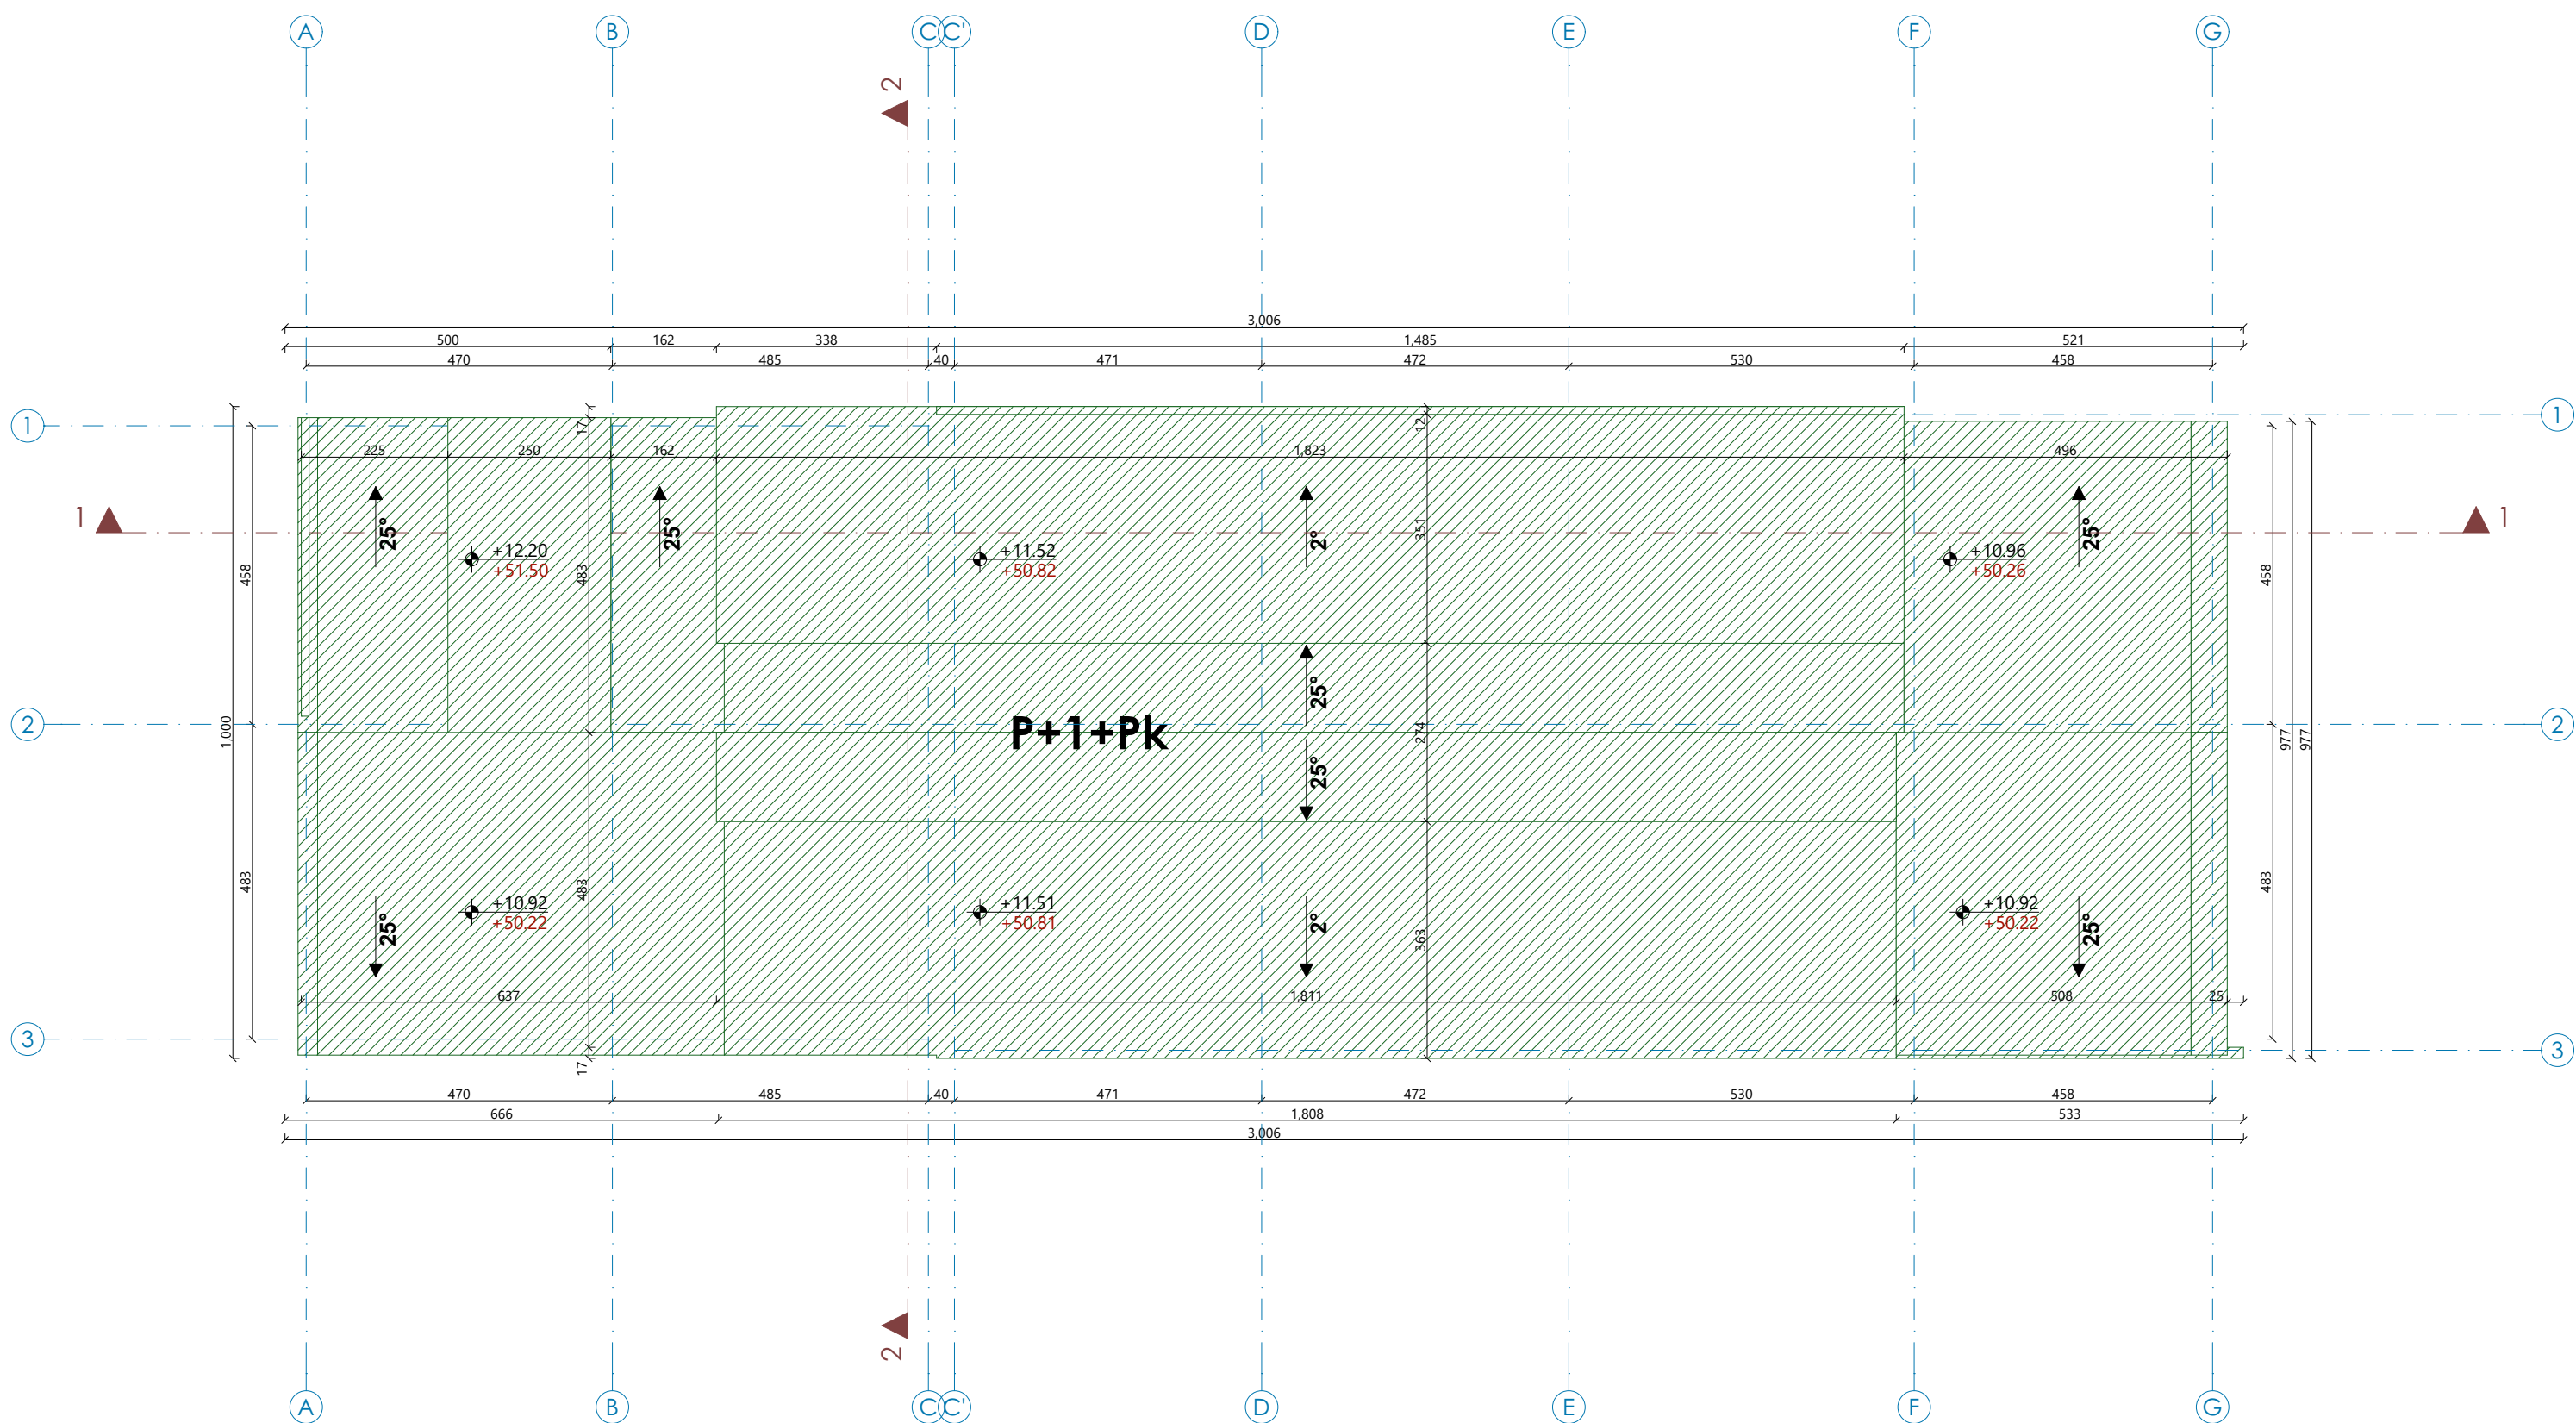 A B C C' D E F G
2
3,006
500 162 338 1,485 521
470 485 40 471 472 530 458
1 1
17 12
225 250 162 1,823 496
1 1
25° 25° 2° 351 25°
+12.20 +11.52 +10.96
+51.50 +50.82 +50.26
458 483 458
25°
2 2
1,000 P+1+Pk 274 977 977
25°
483 483 483
+10.92 +11.51 +10.92
+50.22 +50.81 +50.22
25° 2° 363 25°
637 1,811 508 25
3 3
17
470 485 40 471 472 530 458
666 1,808 533
3,006
2
A B C C' D E F G